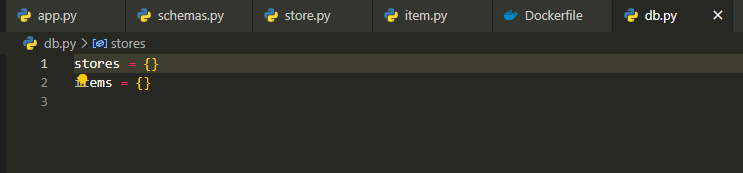 app.py schemas.py store.py item.py Dockerfile db.py
db.py > stores
1 stores = {}
2 items = {}
3